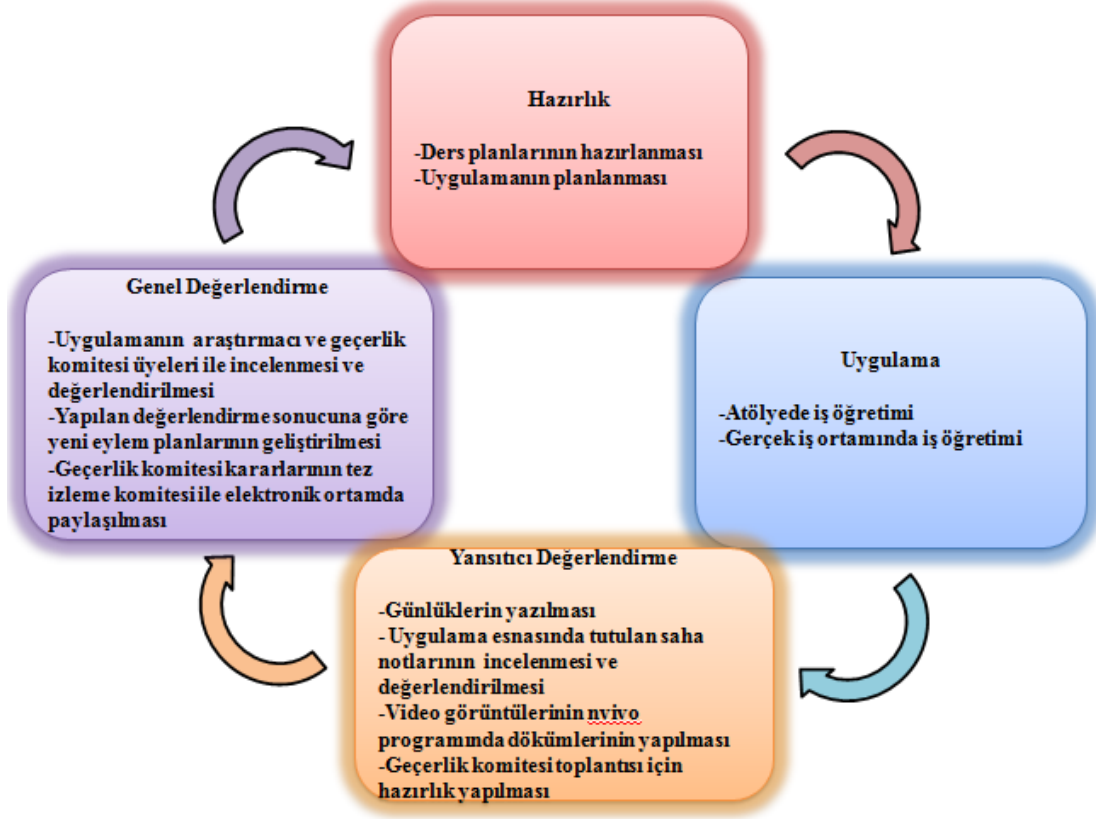 Hazırlık
-Ders planlarının hazırlanması
-Uygulamanın planlanması
Uygulama
-Atölyede iş öğretimi
-Gerçek iş ortamında iş öğretimi
Yansıtıcı Değerlendirme
-Günlüklerin yazılması
- Uygulama esnasında tutulan saha
notlarının incelenmesi ve
değerlendirilmesi
-Video görüntülerinin nvivo
programında dökümlerinin yapılması
-Geçerlik komitesi toplantısı için
hazırlık yapılması
Genel Değerlendirme
-Uygulamanın araştırmacı ve geçerlik
komitesi üyeleri ile incelenmesi ve
değerlendirilmesi
-Yapılan değerlendirme sonucuna göre
yeni eylem planlarının geliştirilmesi
-Geçerlik komitesi kararlarının tez
izleme komitesi ile elektronik ortamda
paylaşılması